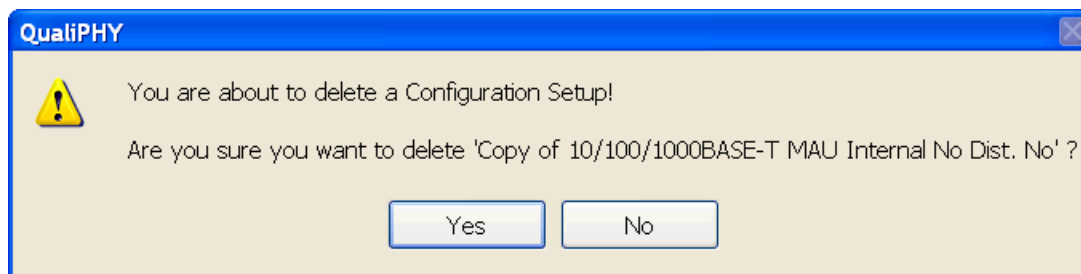 QualiPHY
You are about to delete a Configuration Setup!
Are you sure you want to delete 'Copy of 10/100/1000BASE-T MAU Internal No Dist. No' ?
Yes No